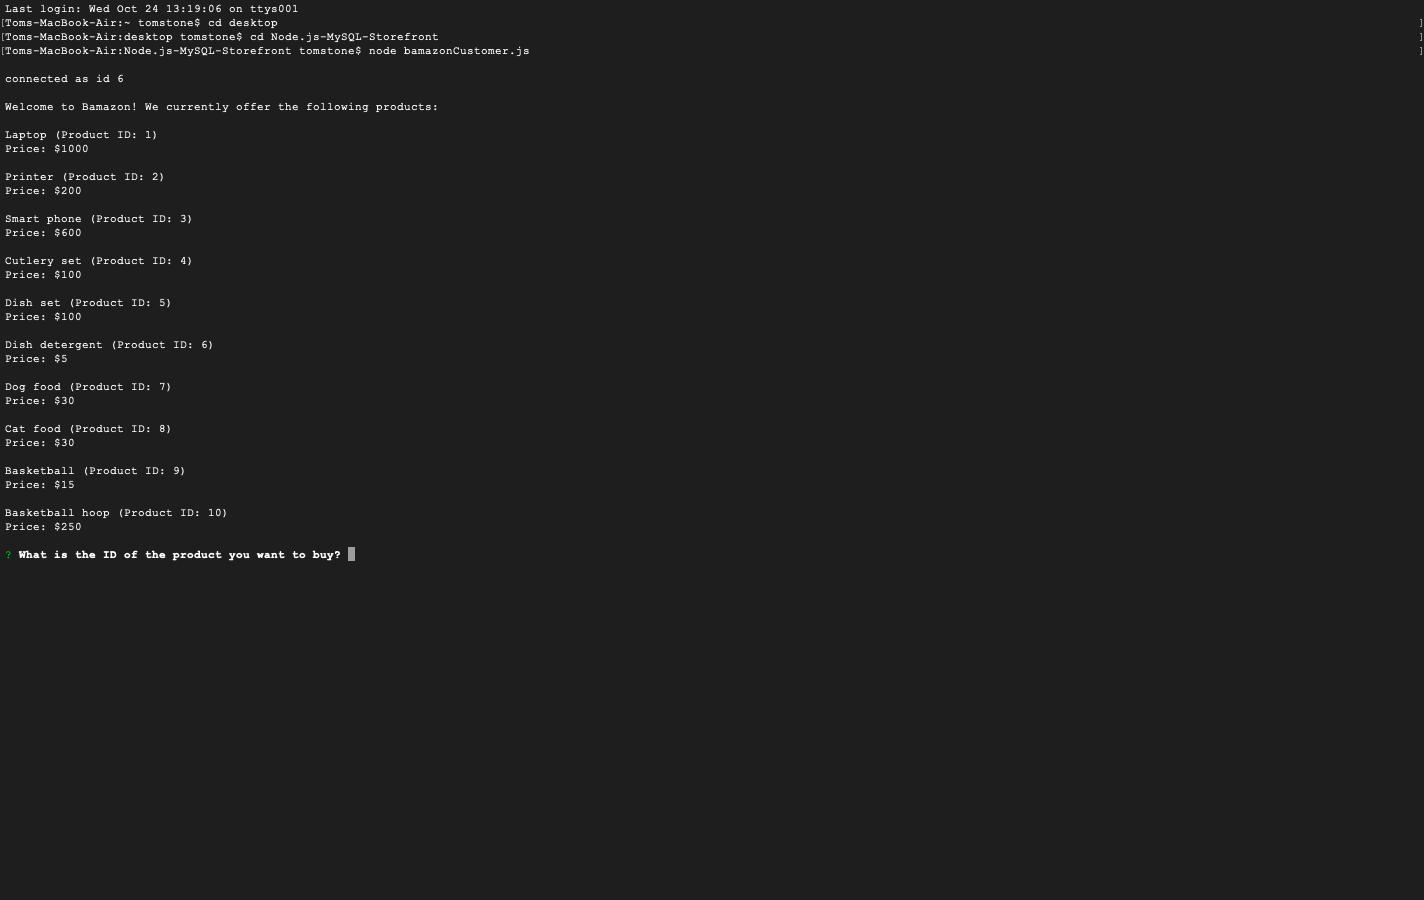 Last login: Wed Oct 24 13:19:06 on ttys001
[Toms-MacBook-Air:~ tomstone$ cd desktop ]
[Toms-MacBook-Air:desktop tomstone$ cd Node.js-MySQL-Storefront ]
[Toms-MacBook-Air:Node.js-MySQL-Storefront tomstone$ node bamazonCustomer.js ]
connected as id 6
Welcome to Bamazon! We currently offer the following products:
Laptop (Product ID: 1)
Price: $1000
Printer (Product ID: 2)
Price: $200
Smart phone (Product ID: 3)
Price: $600
Cutlery set (Product ID: 4)
Price: $100
Dish set (Product ID: 5)
Price: $100
Dish detergent (Product ID: 6)
Price: $5
Dog food (Product ID: 7)
Price: $30
Cat food (Product ID: 8)
Price: $30
Basketball (Product ID: 9)
Price: $15
Basketball hoop (Product ID: 10)
Price: $250
? What is the ID of the product you want to buy?